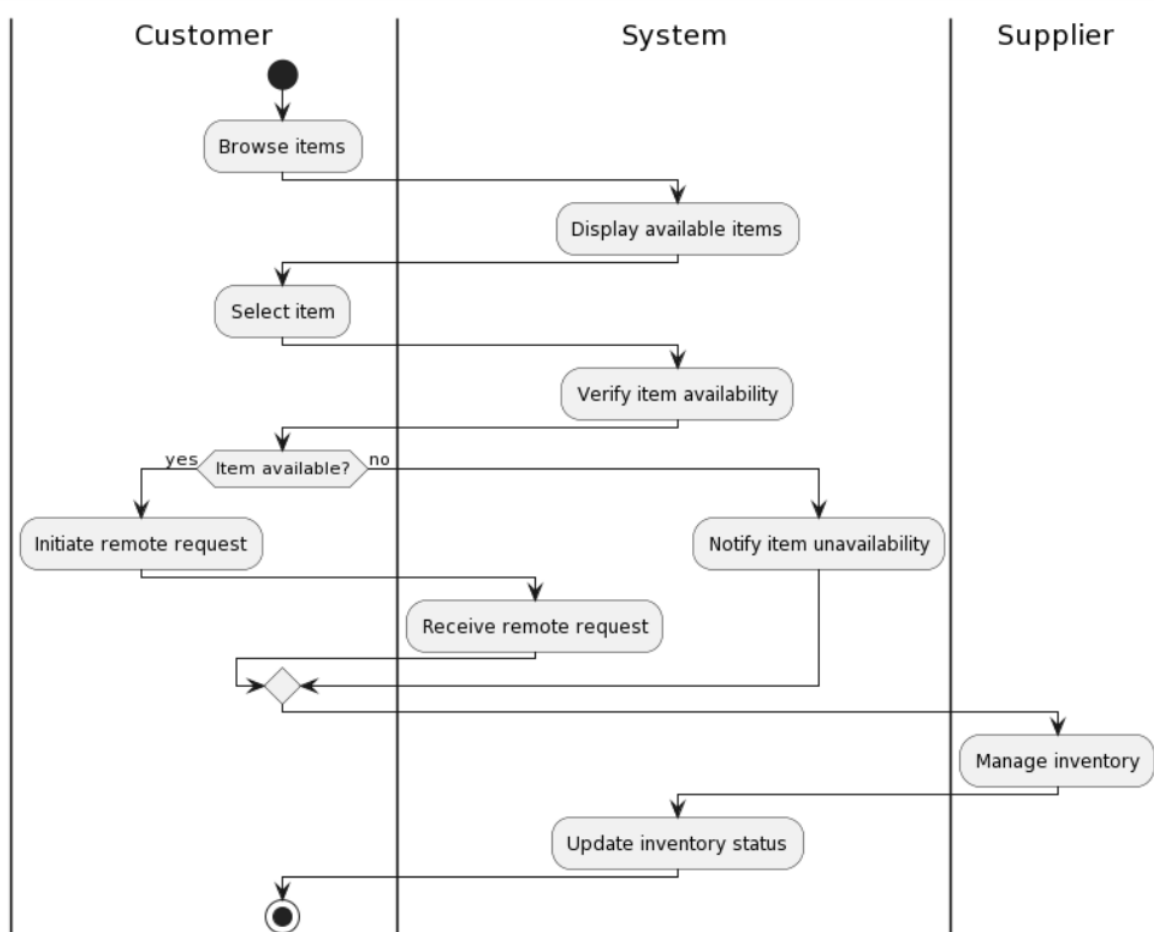 Customer
System
Supplier
Browse items
Display available items
Select item
Verify item availability
yes
Item available?
no
Initiate remote request
Notify item unavailability
Receive remote request
Manage inventory
Update inventory status